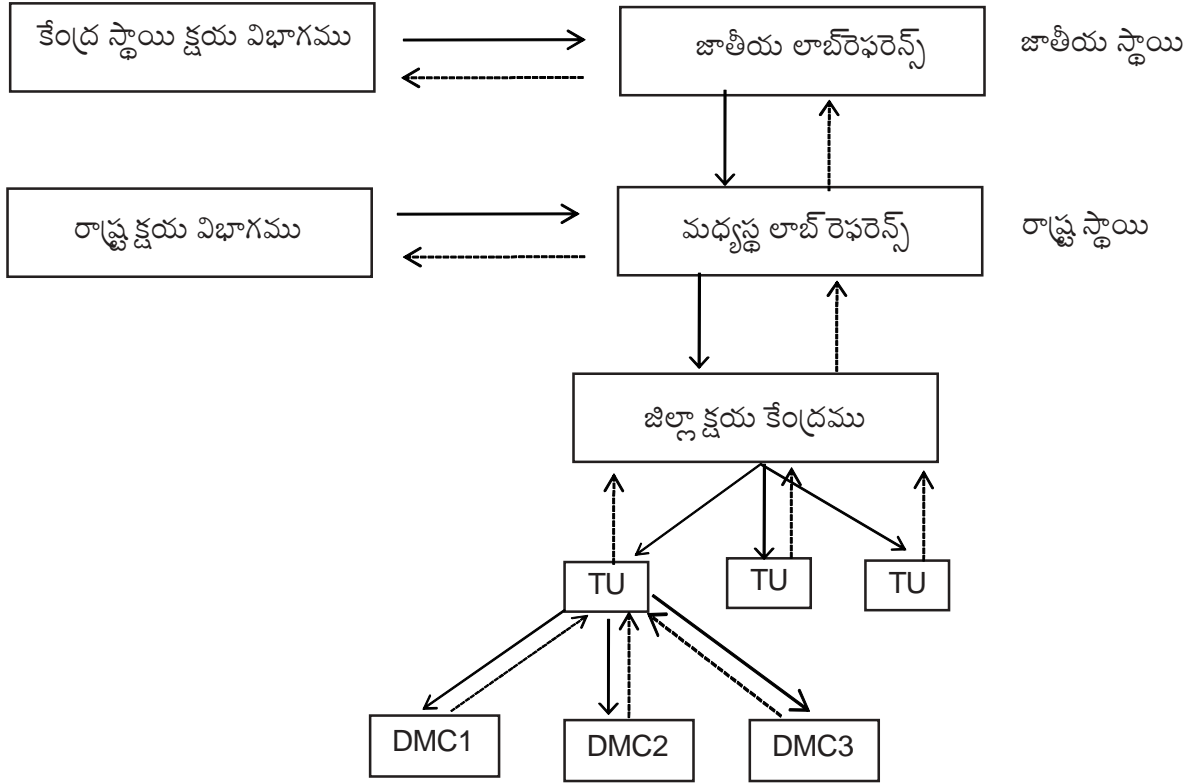 కేంద్ర స్థాయి క్షయ విభాగము
జాతీయ లాబ్‌రెఫరెన్స్
జాతీయ స్థాయి
రాష్ట్ర క్షయ విభాగము
మధ్యస్థ లాబ్ రెఫరెన్స్
రాష్ట్ర స్థాయి
జిల్లా క్షయ కేంద్రము
TU
TU
TU
DMC1
DMC2
DMC3